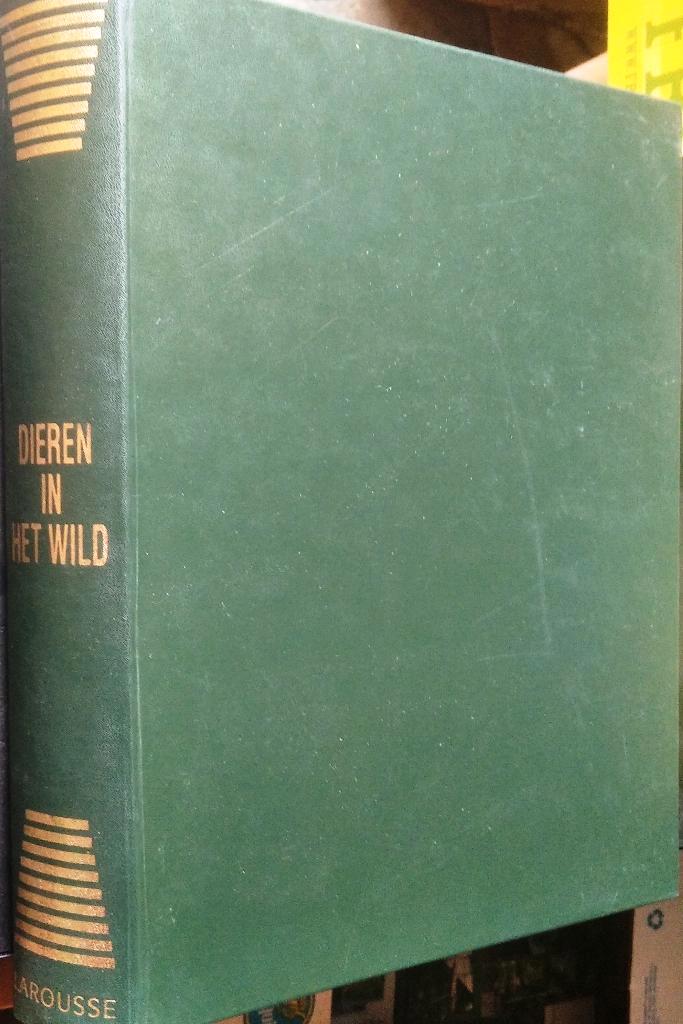 DIEREN
IN
HET WILD
LAROUSSE